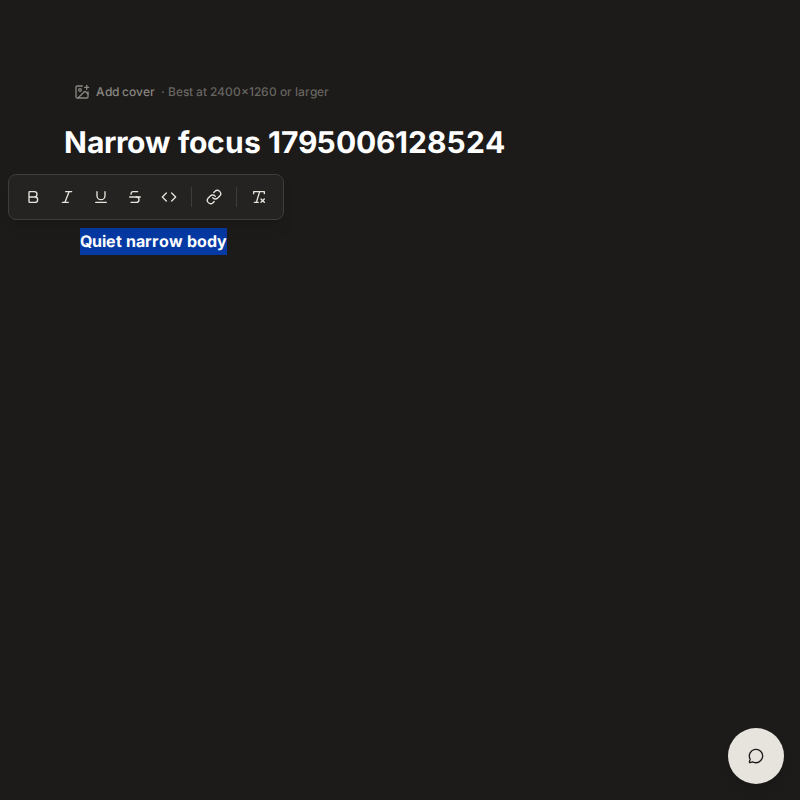 Add cover · Best at 2400×1260 or larger
Narrow focus 1795006128524
Quiet narrow body